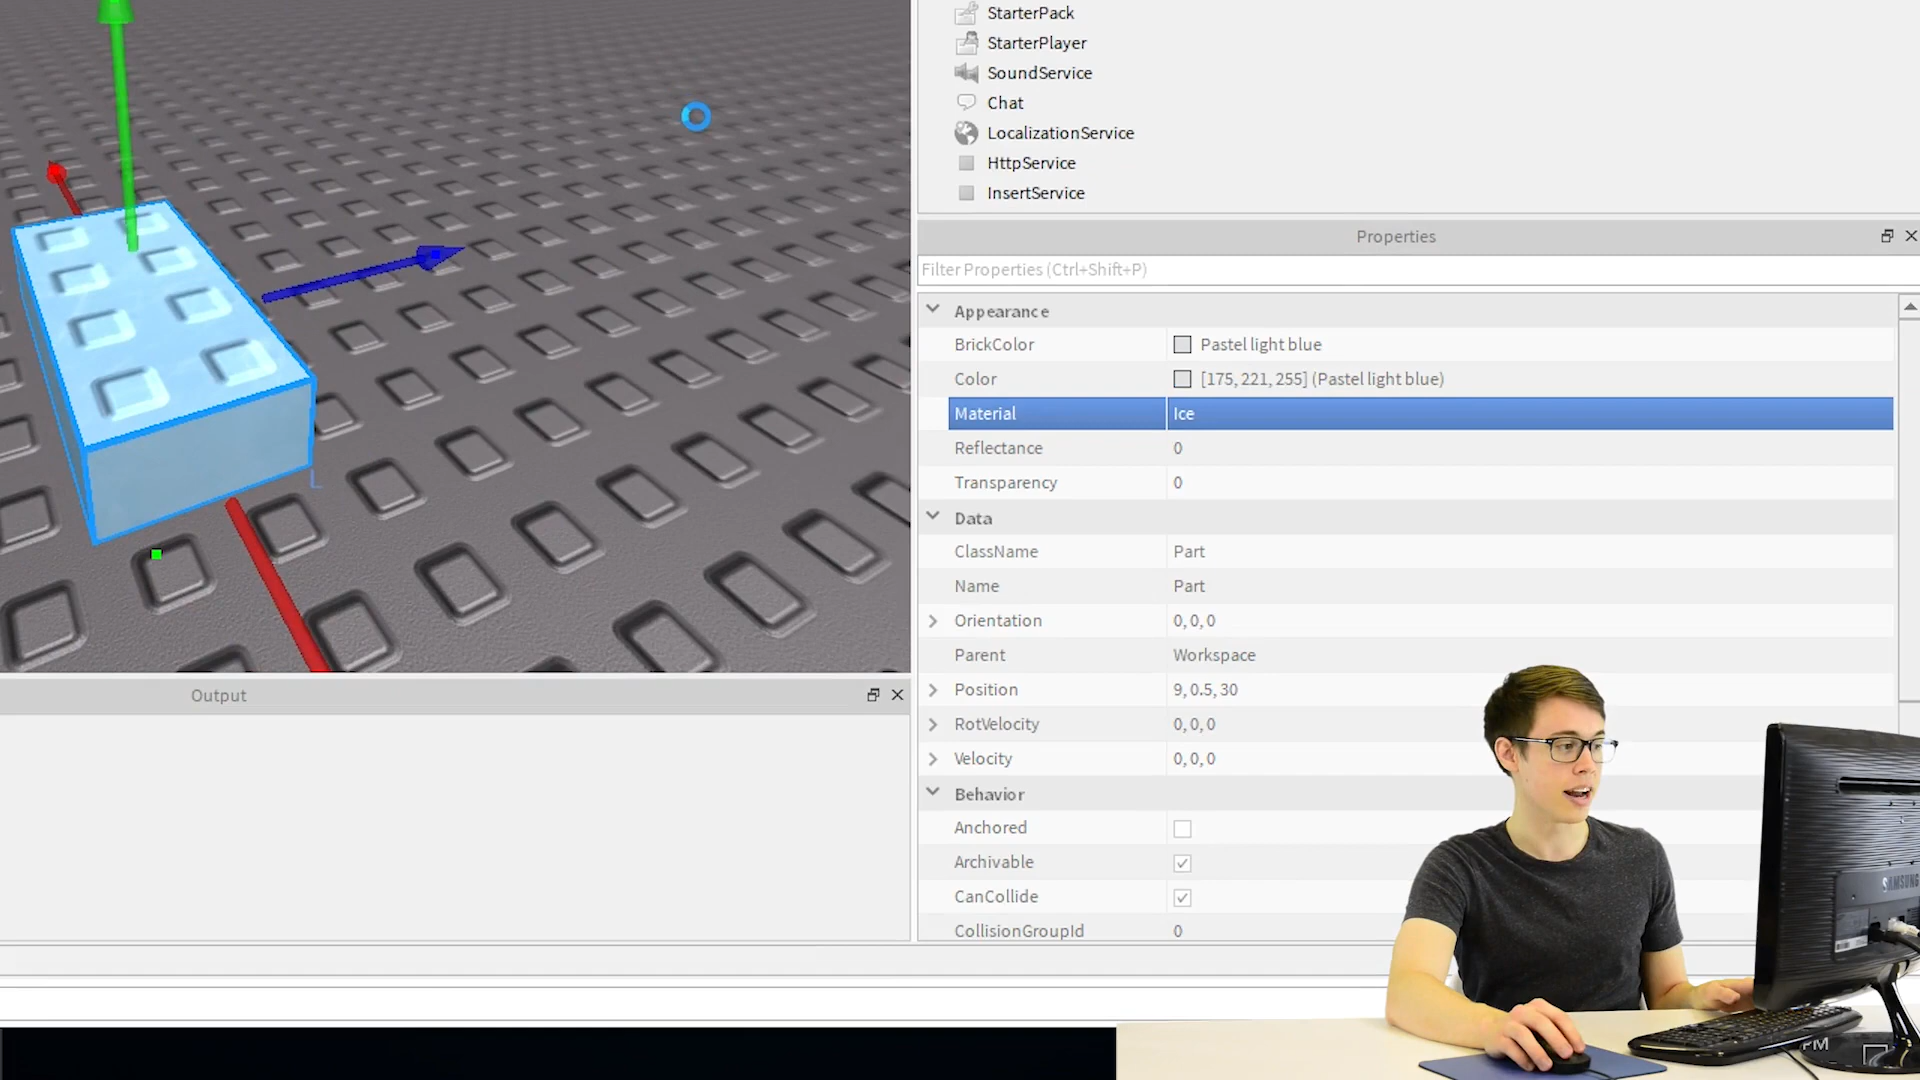 StarterPack
StarterPlayer
SoundService
Chat
LocalizationService
HttpService
InsertService
Properties
Filter Properties (Ctrl+Shift+P)
Appearance
BrickColor Pastel light blue
Color [175, 221, 255] (Pastel light blue)
Material Ice
Reflectance 0
Transparency 0
Data
ClassName Part
Name Part
Orientation 0, 0, 0
Parent Workspace
Output
Position 9, 0.5, 30
RotVelocity 0, 0, 0
Velocity 0, 0, 0
Behavior
Anchored
Archivable
CanCollide
CollisionGroupId 0
SAMSUNG
PM